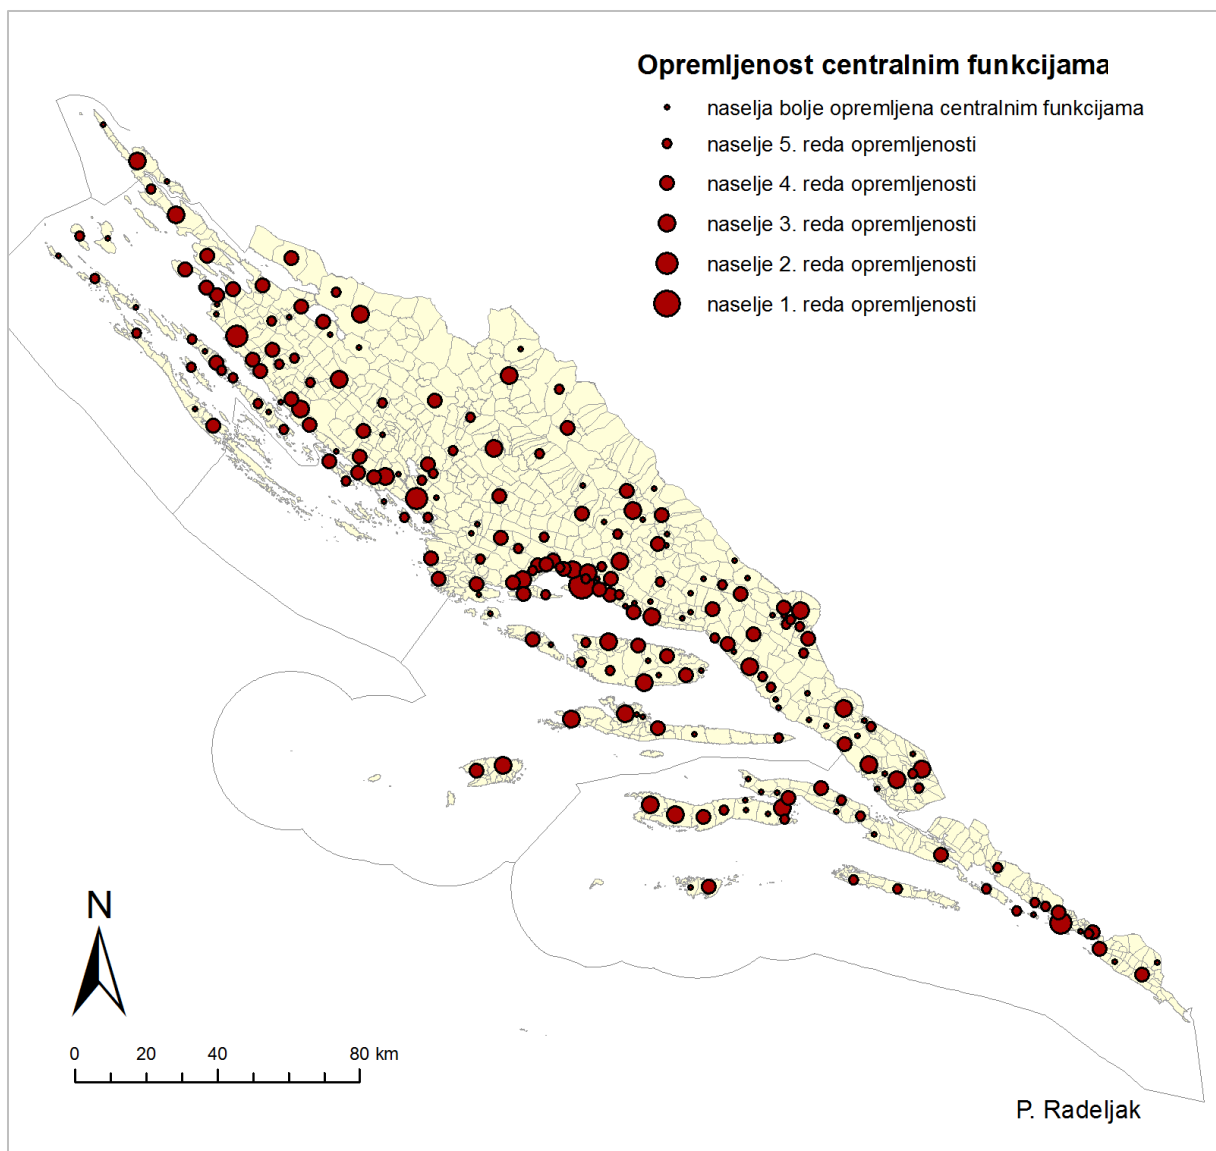 Opremljenost centralnim funkcijama
naselja bolje opremljena centralnim funkcijama
naselje 5. reda opremljenosti
naselje 4. reda opremljenosti
naselje 3. reda opremljenosti
naselje 2. reda opremljenosti
naselje 1. reda opremljenosti
N
0 20 40 80 km
P. Radeljak